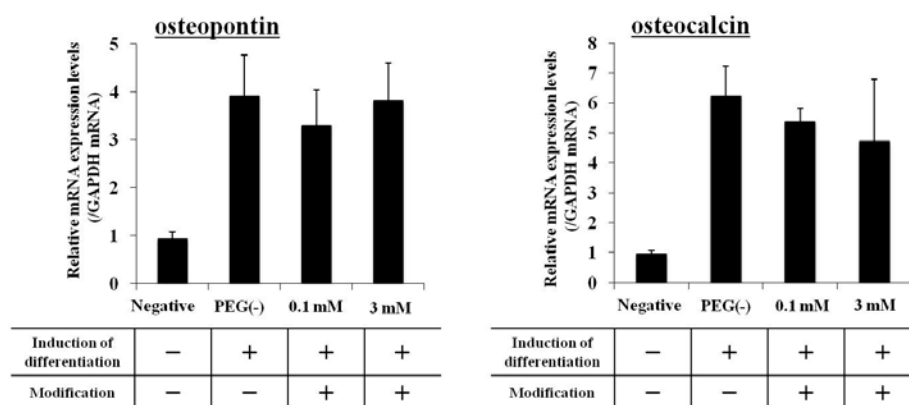 osteopontin
Relative mRNA expression levels
(/GAPDH mRNA)
5
4
3
2
1
0
Negative PEG(-) 0.1 mM 3 mM
Induction of
differentiation − + + +
Modification − − + +
osteocalcin
Relative mRNA expression levels
(/GAPDH mRNA)
8
7
6
5
4
3
2
1
0
Negative PEG(-) 0.1 mM 3 mM
Induction of
differentiation − + + +
Modification − − + +